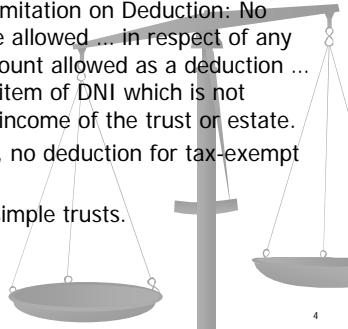 mitation on Deduction: No
e allowed ... in respect of any
ount allowed as a deduction ...
item of DNI which is not
income of the trust or estate.
, no deduction for tax-exempt
simple trusts.
4